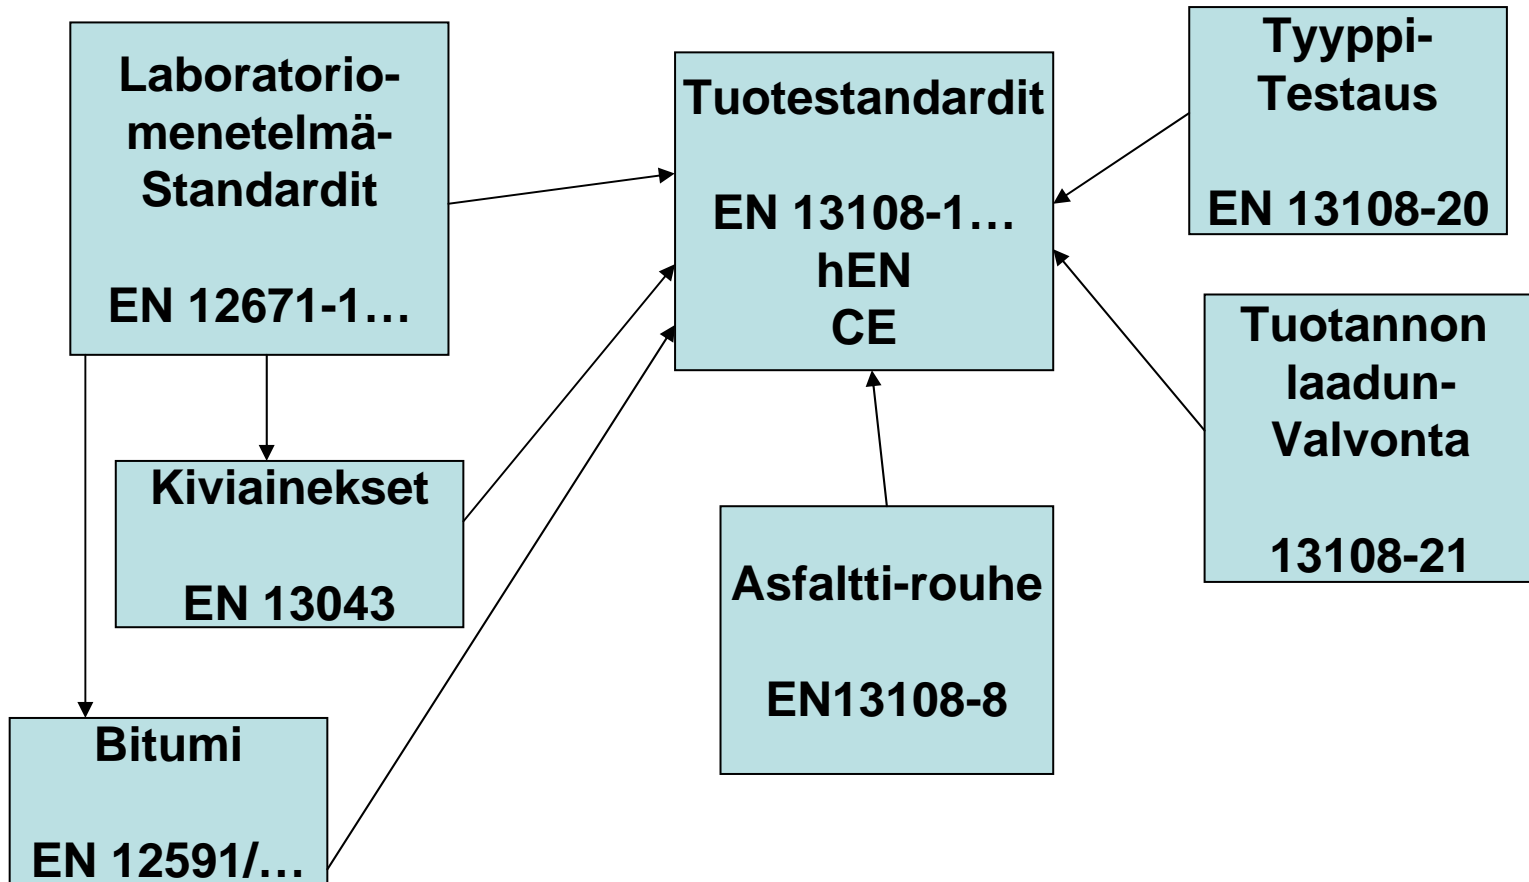 Laboratorio-
menetelmä-
Standardit
EN 12671-1…
Tuotestandardit
EN 13108-1…
hEN
CE
Tyyppi-
Testaus
EN 13108-20
Tuotannon
laadun-
Valvonta
13108-21
Kiviainekset
EN 13043
Asfaltti-rouhe
EN13108-8
Bitumi
EN 12591/…